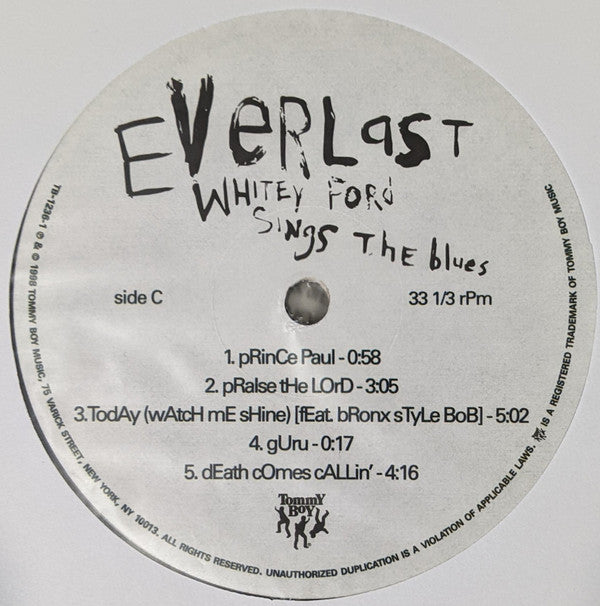 EVERLAST
WHITEY FORD
SINGS THE blues
side C
33 1/3 rPm
1. pRinCe Paul - 0:58
2. pRaIse tHe LOrD - 3:05
3.TodAy (wAtcH mE sHine) [fEat. bRonx sTyLe BoB] - 5:02
4. gUru - 0:17
5. dEath cOmes cALLin' - 4:16
TommY
BOY
TB-1236-1 ℗ & © 1998 TOMMY BOY MUSIC, 75 VARICK STREET, NEW YORK, NY 10013. ALL RIGHTS RESERVED. UNAUTHORIZED DUPLICATION IS A VIOLATION OF APPLICABLE LAWS. IS A REGISTERED TRADEMARK OF TOMMY BOY MUSIC